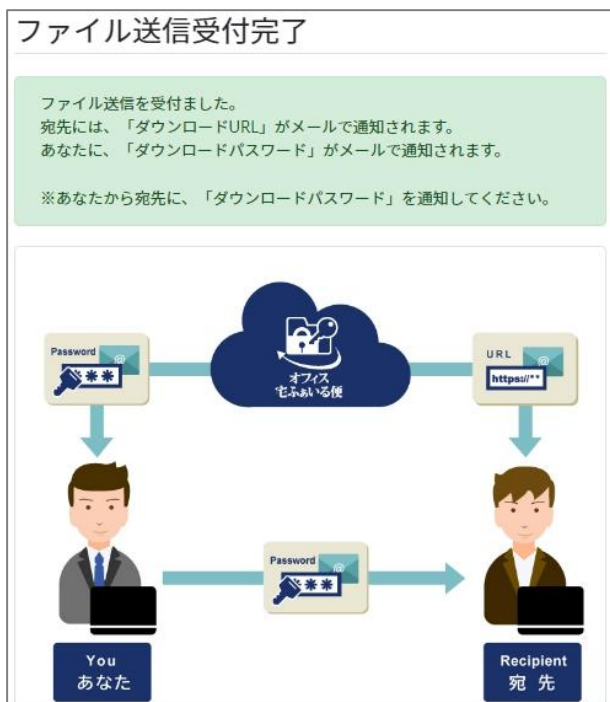 ファイル送信受付完了
ファイル送信を受付ました。
宛先には、「ダウンロードURL」がメールで通知されます。
あなたに、「ダウンロードパスワード」がメールで通知されます。
※あなたから宛先に、「ダウンロードパスワード」を通知してください。
Password
@
***
オフィス
宅ふぁいる便
URL
@
https://**
Password
@
***
You
あなた
Recipient
宛先